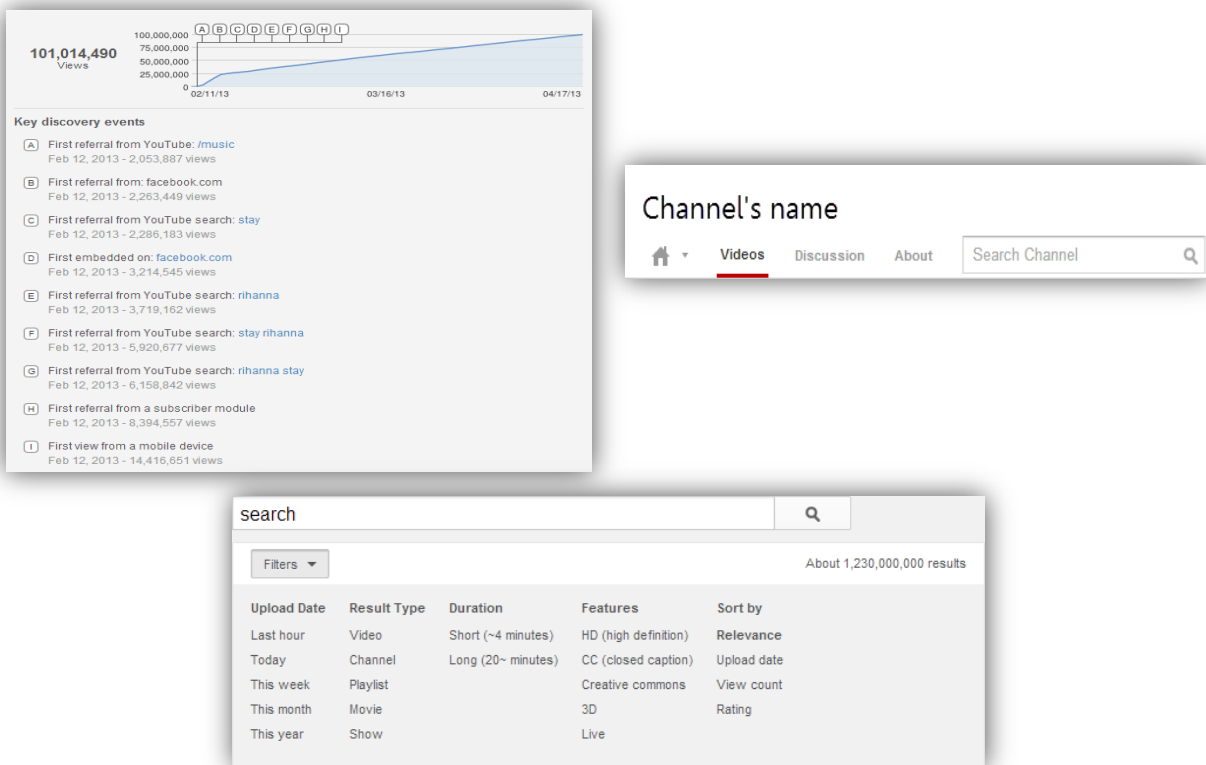 101,014,490
Views
100,000,000
75,000,000
50,000,000
25,000,000
0
A B C D E F G H I
02/11/13 03/16/13 04/17/13
Key discovery events
A First referral from YouTube: /music
Feb 12, 2013 - 2,053,887 views
B First referral from: facebook.com
Feb 12, 2013 - 2,263,449 views
C First referral from YouTube search: stay
Feb 12, 2013 - 2,286,183 views
D First embedded on: facebook.com
Feb 12, 2013 - 3,214,545 views
E First referral from YouTube search: rihanna
Feb 12, 2013 - 3,719,162 views
F First referral from YouTube search: stay rihanna
Feb 12, 2013 - 5,920,677 views
G First referral from YouTube search: rihanna stay
Feb 12, 2013 - 6,158,842 views
H First referral from a subscriber module
Feb 12, 2013 - 8,394,557 views
I First view from a mobile device
Feb 12, 2013 - 14,416,651 views
Channel's name
Videos Discussion About Search Channel
search
Filters About 1,230,000,000 results
Upload Date Result Type Duration Features Sort by
Last hour Video Short (~4 minutes) HD (high definition) Relevance
Today Channel Long (20~ minutes) CC (closed caption) Upload date
This week Playlist Creative commons View count
This month Movie 3D Rating
This year Show Live